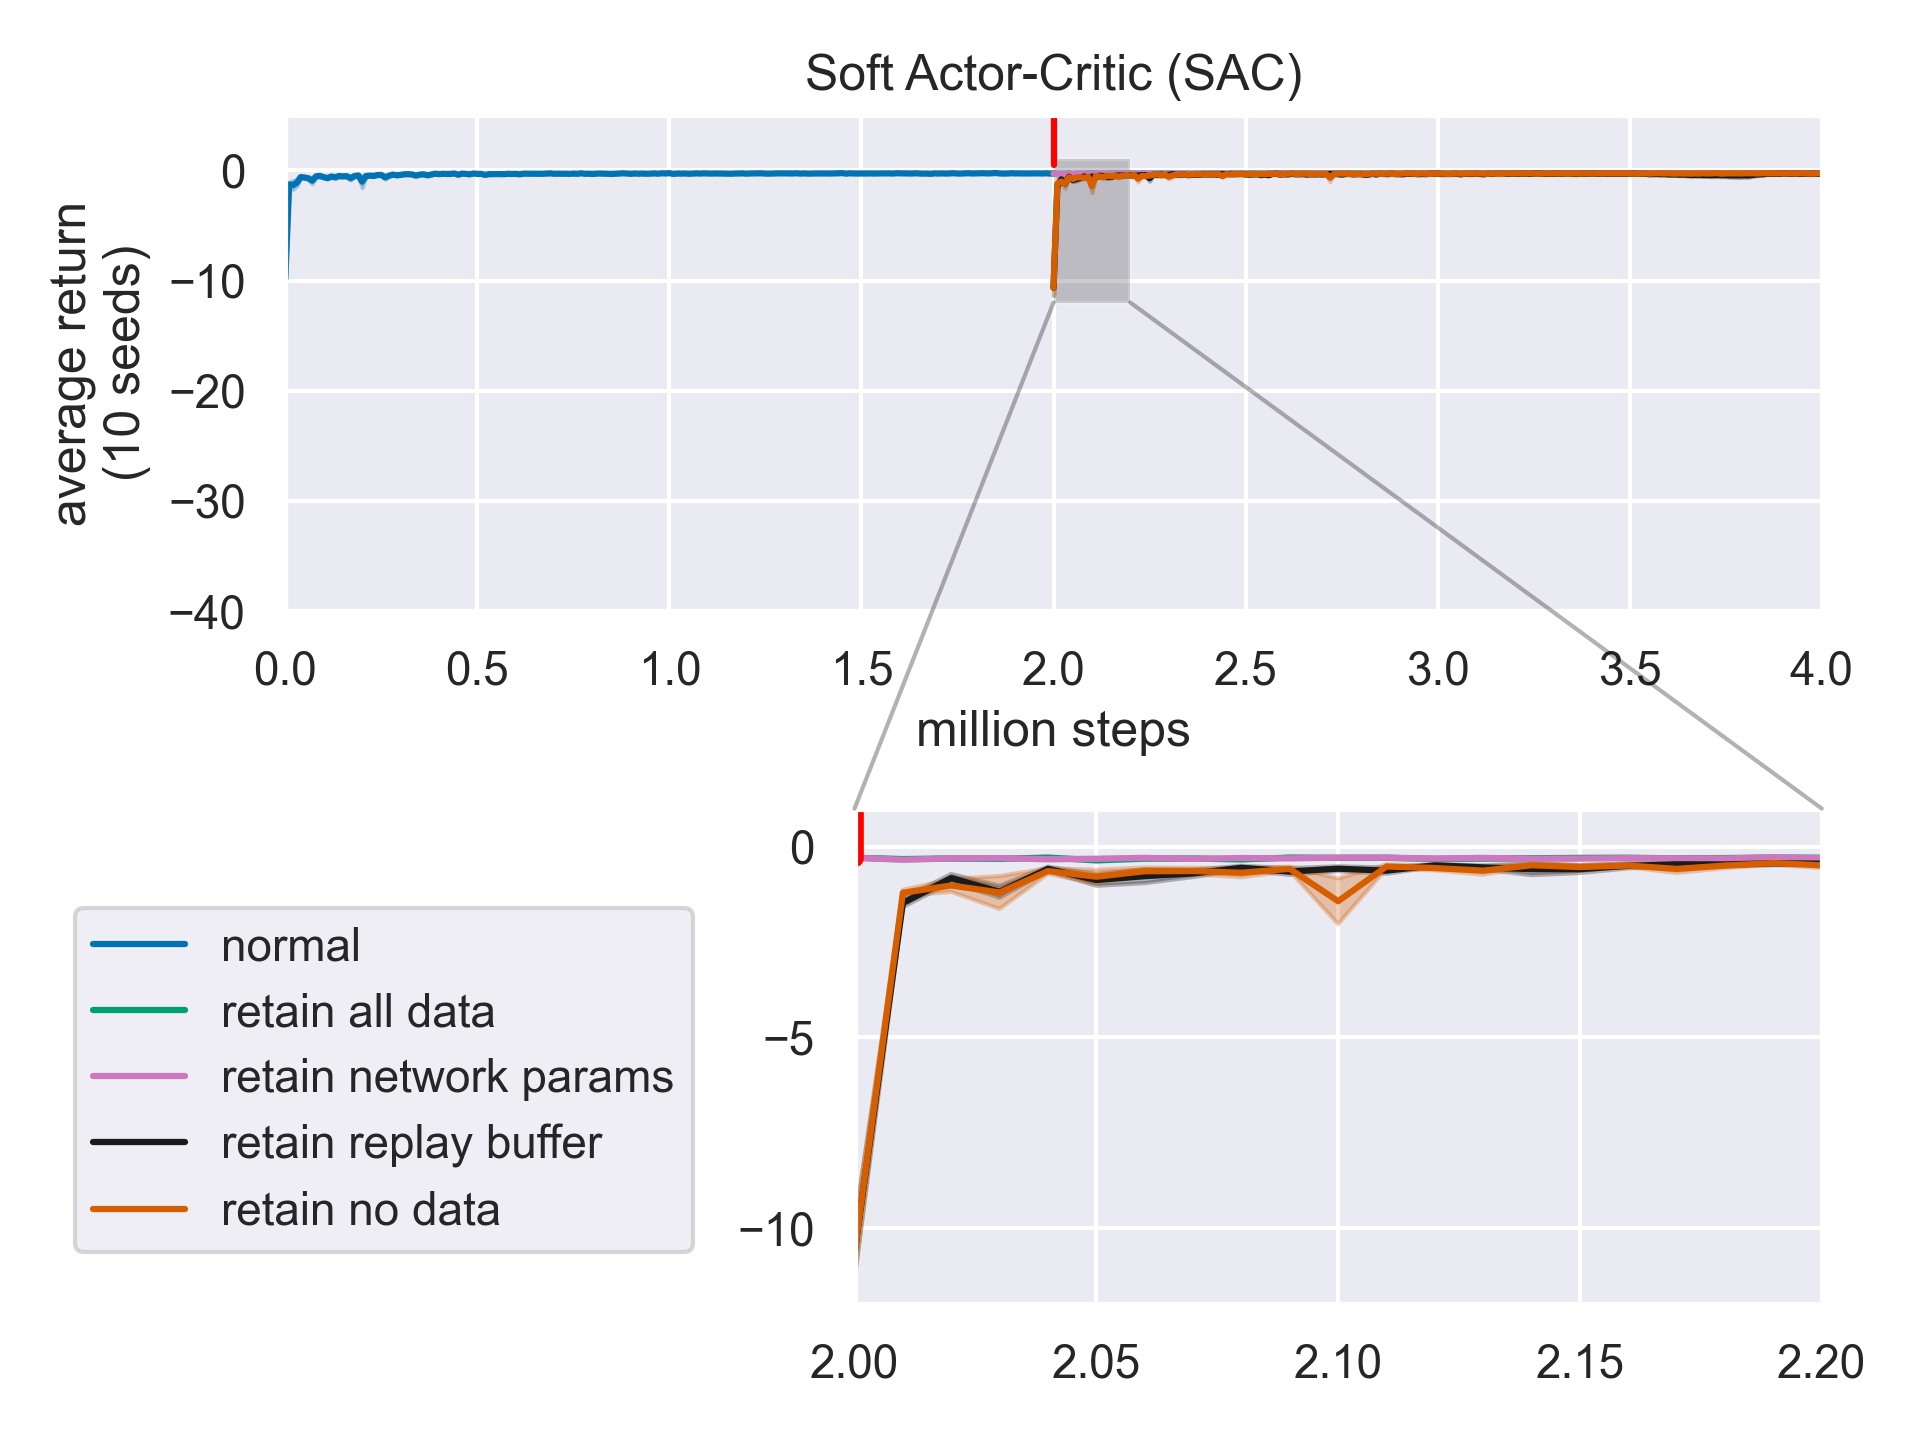 Soft Actor-Critic (SAC)
average return
(10 seeds)
0
−10
−20
−30
−40
0.0 0.5 1.0 1.5 2.0 2.5 3.0 3.5 4.0
million steps
normal
retain all data
retain network params
retain replay buffer
retain no data
0
−5
−10
2.00 2.05 2.10 2.15 2.20